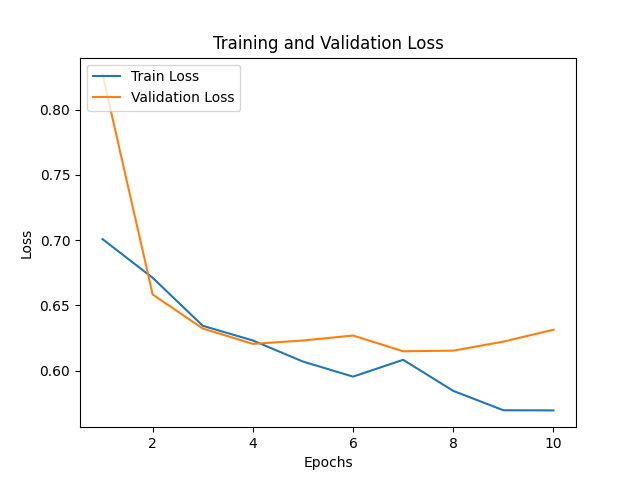 Training and Validation Loss
Train Loss
Validation Loss
Loss
0.80
0.75
0.70
0.65
0.60
2
4
6
8
10
Epochs